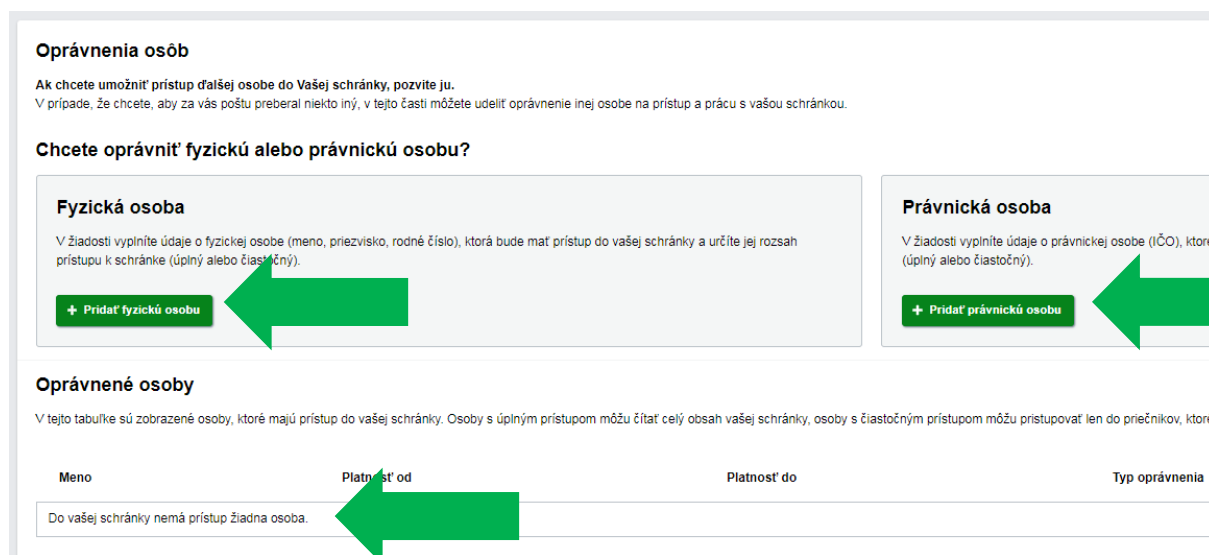 Oprávnenia osôb
Ak chcete umožniť prístup ďalšej osobe do Vašej schránky, pozvite ju.
V prípade, že chcete, aby za vás poštu preberal niekto iný, v tejto časti môžete udeliť oprávnenie inej osobe na prístup a prácu s vašou schránkou.
Chcete oprávniť fyzickú alebo právnickú osobu?
Fyzická osoba
V žiadosti vyplníte údaje o fyzickej osobe (meno, priezvisko, rodné číslo), ktorá bude mať prístup do vašej schránky a určíte jej rozsah
prístupu k schránke (úplný alebo čiastočný).
+ Pridať fyzickú osobu
Právnická osoba
V žiadosti vyplníte údaje o právnickej osobe (IČO), ktor
(úplný alebo čiastočný).
+ Pridať právnickú osobu
Oprávnené osoby
V tejto tabuľke sú zobrazené osoby, ktoré majú prístup do vašej schránky. Osoby s úplným prístupom môžu čítať celý obsah vašej schránky, osoby s čiastočným prístupom môžu pristupovať len do priečnikov, ktor
Meno Platnosť od Platnosť do Typ oprávnenia
Do vašej schránky nemá prístup žiadna osoba.